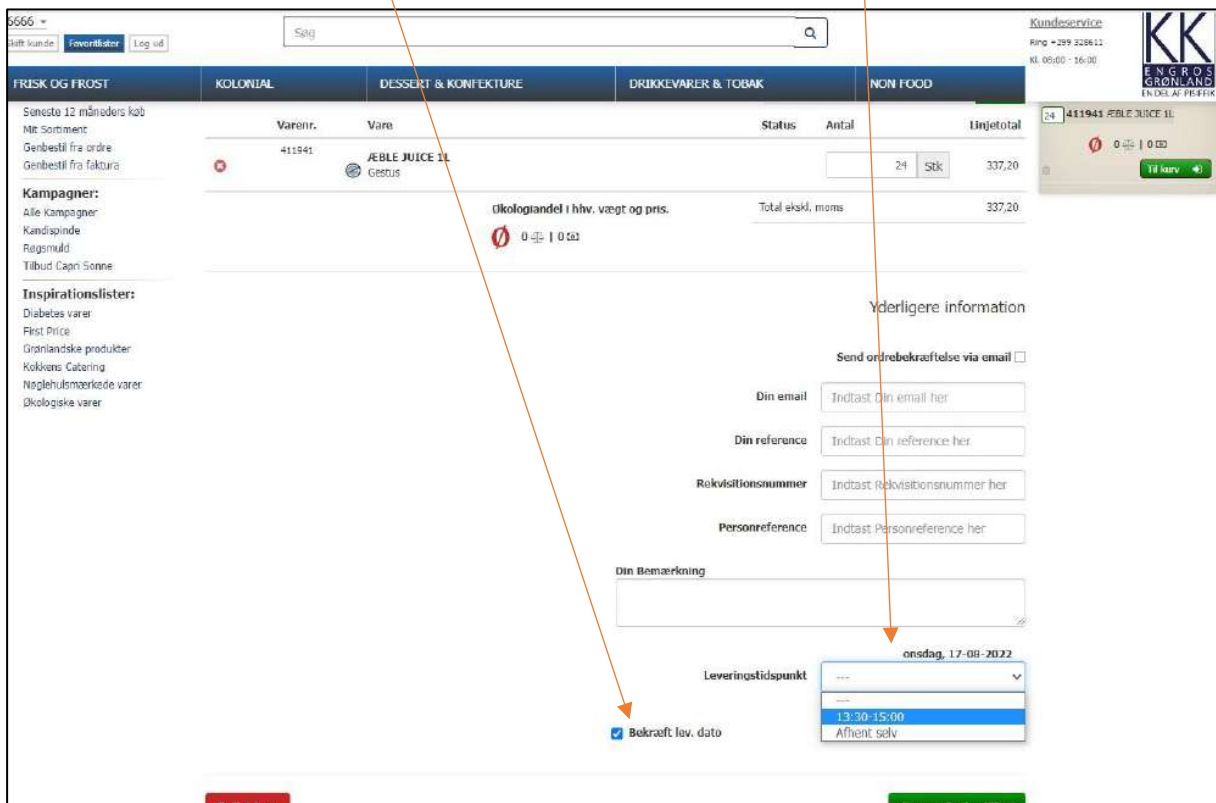 6666
Skift kunde Favoritlister Log ud
Søg
Kundeservice
Ring +299 328611
Kl. 08:00 - 16:00
KK
ENGROS
GRØNLAND
EN DEL AF PISIFFIK
FRISK OG FROST KOLONIAL DESSERT & KONFEKTURE DRIKKEVARER & TOBAK NON FOOD
Seneste 12 måneders køb
Mit Sortiment
Genbestil fra ordre
Genbestil fra faktura
Kampagner:
Alle Kampagner
Kandispinde
Røgsmuld
Tilbud Capri Sonne
Inspirationslister:
Diabetes varer
First Price
Grønlandske produkter
Kokkens Catering
Nøglehulsmærkede varer
Økologiske varer
Varenr. Vare Status Antal Linjetotal
411941 ÆBLE JUICE 1L 24 Stk 337,20
Gestus
Økologiandel i hhv. vægt og pris. Total ekskl. moms 337,20
Ø 0 | 0
24 411941 ÆBLE JUICE 1L
Ø 0 | 0
Til kurv
Yderligere information
Send ordrebekræftelse via email
Din email Indtast Din email her
Din reference Indtast Din reference her
Rekvisitionsnummer Indtast Rekvisitionsnummer her
Personreference Indtast Personreference her
Din Bemærkning
onsdag, 17-08-2022
Leveringstidspunkt ---
---
13:30-15:00
Afhent selv
Bekræft lev. dato